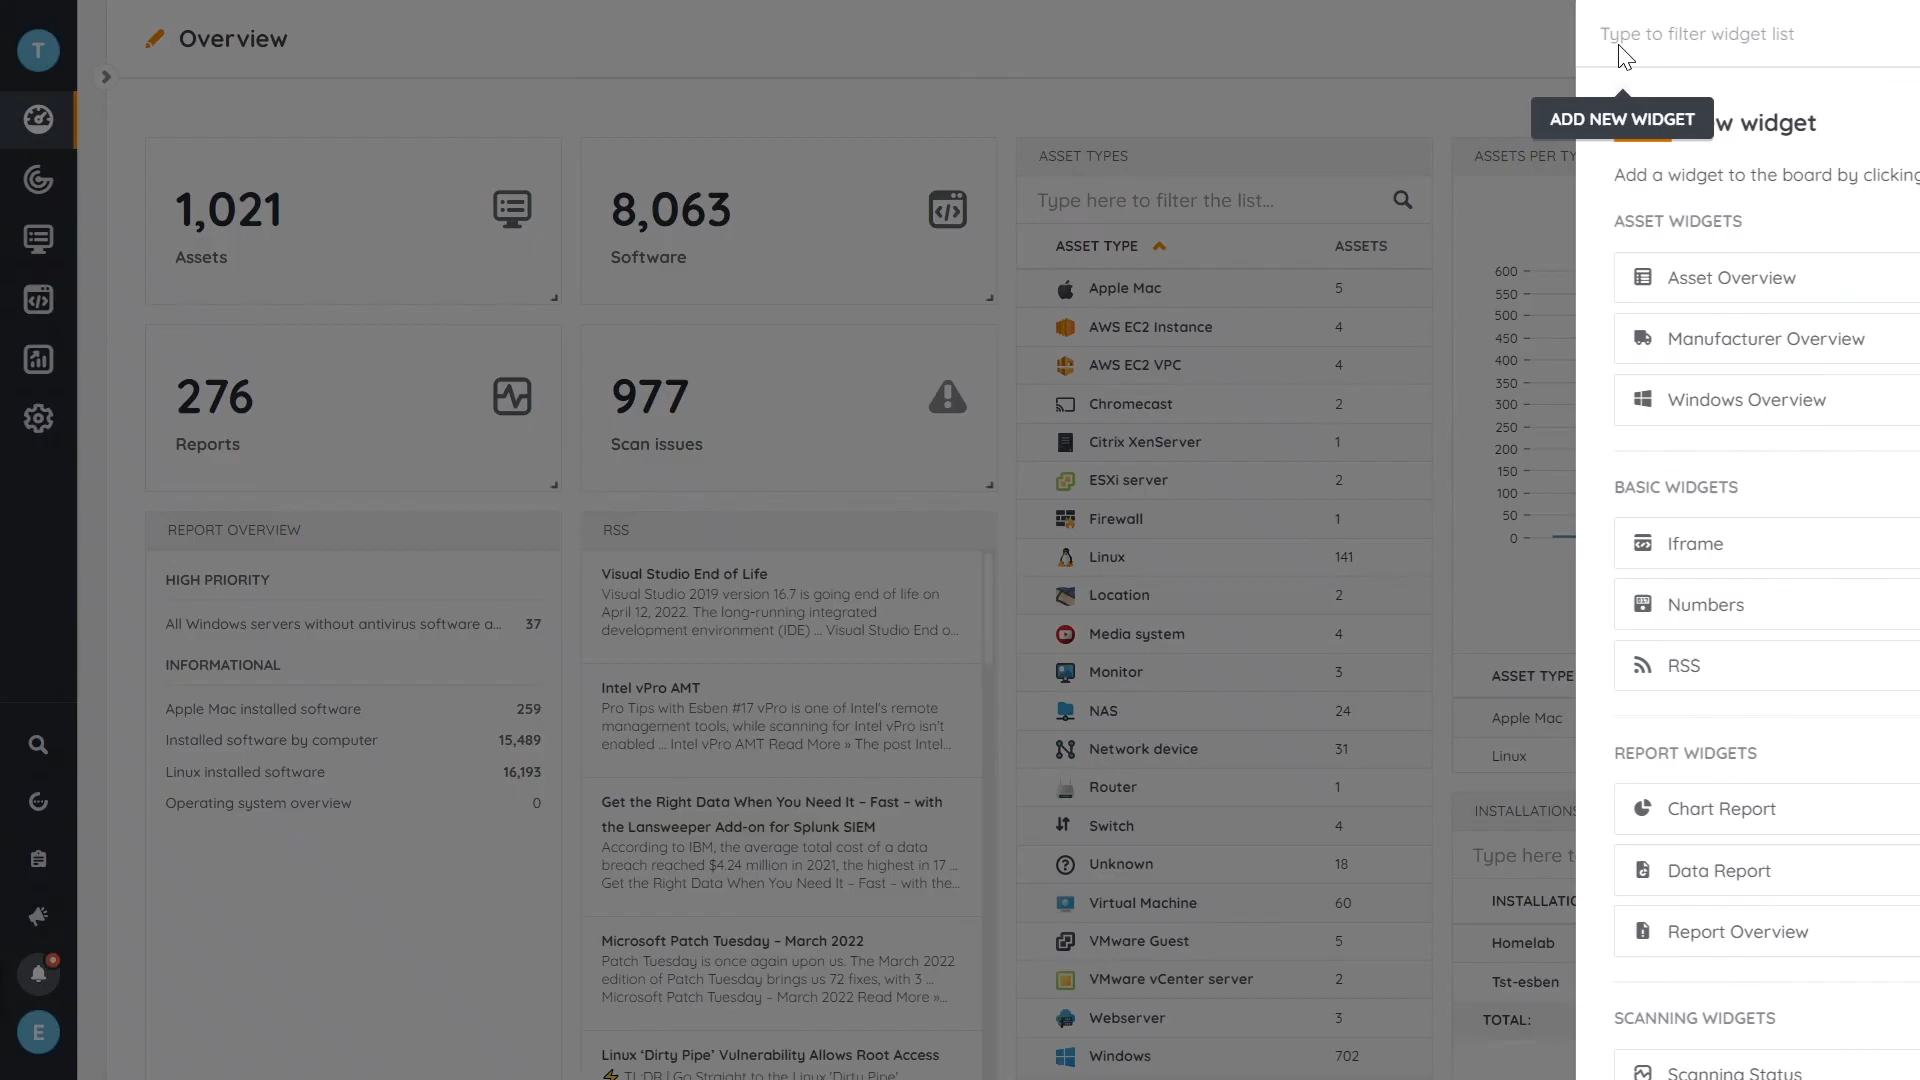 T
Overview
1,021
Assets
8,063
Software
276
Reports
977
Scan issues
REPORT OVERVIEW
HIGH PRIORITY
All Windows servers without antivirus software a... 37
INFORMATIONAL
Apple Mac installed software 259
Installed software by computer 15,489
Linux installed software 16,193
Operating system overview 0
RSS
Visual Studio End of Life
Visual Studio 2019 version 16.7 is going end of life on
April 12, 2022. The long-running integrated
development environment (IDE) ... Visual Studio End o...
Intel vPro AMT
Pro Tips with Esben #17 vPro is one of Intel's remote
management tools, while scanning for Intel vPro isn't
enabled ... Intel vPro AMT Read More » The post Intel...
Get the Right Data When You Need It – Fast – with
the Lansweeper Add-on for Splunk SIEM
According to IBM, the average total cost of a data
breach reached $4.24 million in 2021, the highest in 17 ...
Get the Right Data When You Need It – Fast – with the...
Microsoft Patch Tuesday – March 2022
Patch Tuesday is once again upon us. The March 2022
edition of Patch Tuesday brings us 72 fixes, with 3 ...
Microsoft Patch Tuesday – March 2022 Read More »...
Linux ‘Dirty Pipe’ Vulnerability Allows Root Access
⚡ TL;DR | Go Straight to the Linux ‘Dirty Pipe’
ASSET TYPES
Type here to filter the list...
ASSET TYPE ASSETS
Apple Mac 5
AWS EC2 Instance 4
AWS EC2 VPC 4
Chromecast 2
Citrix XenServer 1
ESXi server 2
Firewall 1
Linux 141
Location 2
Media system 4
Monitor 3
NAS 24
Network device 31
Router 1
Switch 4
Unknown 18
Virtual Machine 60
VMware Guest 5
VMware vCenter server 2
Webserver 3
Windows 702
ASSETS PER TY
600
550
500
450
400
350
300
250
200
150
100
50
0
ASSET TYPE
Apple Mac
Linux
INSTALLATIONS
Type here t
INSTALLATIO
Homelab
Tst-esben
TOTAL:
Type to filter widget list
ADD NEW WIDGET
w widget
Add a widget to the board by clicking
ASSET WIDGETS
Asset Overview
Manufacturer Overview
Windows Overview
BASIC WIDGETS
Iframe
Numbers
RSS
REPORT WIDGETS
Chart Report
Data Report
Report Overview
SCANNING WIDGETS
Scanning Status
E